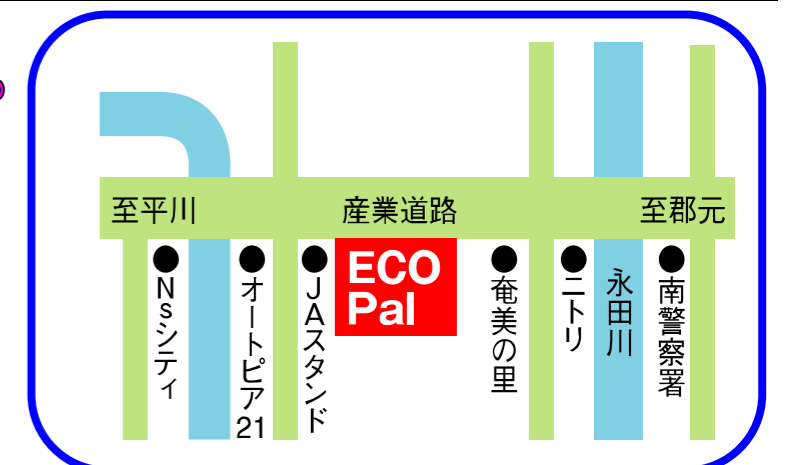 至平川
産業道路
至郡元
Nsシティ
オートピア21
JAスタンド
ECO
Pal
奄美の里
ニトリ
永田川
南警察署